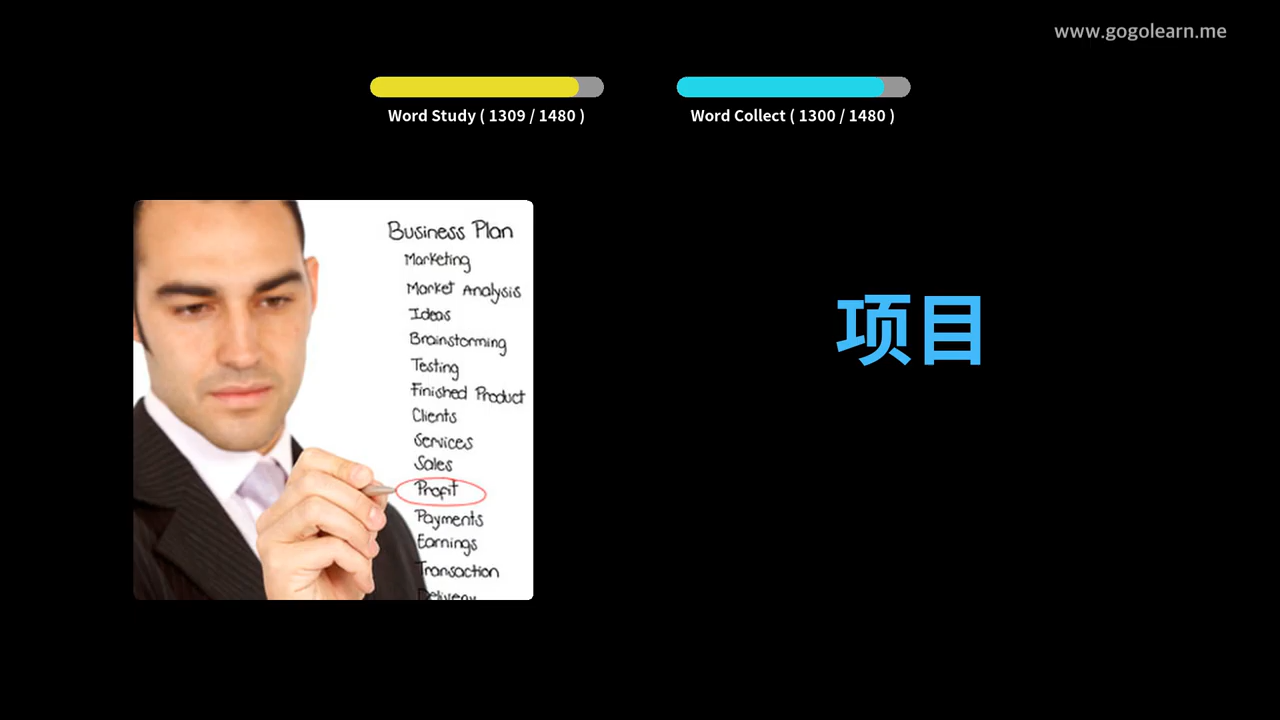 www.gogolearn.me
Word Study ( 1309 / 1480 )
Word Collect ( 1300 / 1480 )
Business Plan
Marketing
Market Analysis
Ideas
Brainstorming
Testing
Finished Product
Clients
Services
Sales
Profit
Payments
Earnings
Transaction
Delivery
项目